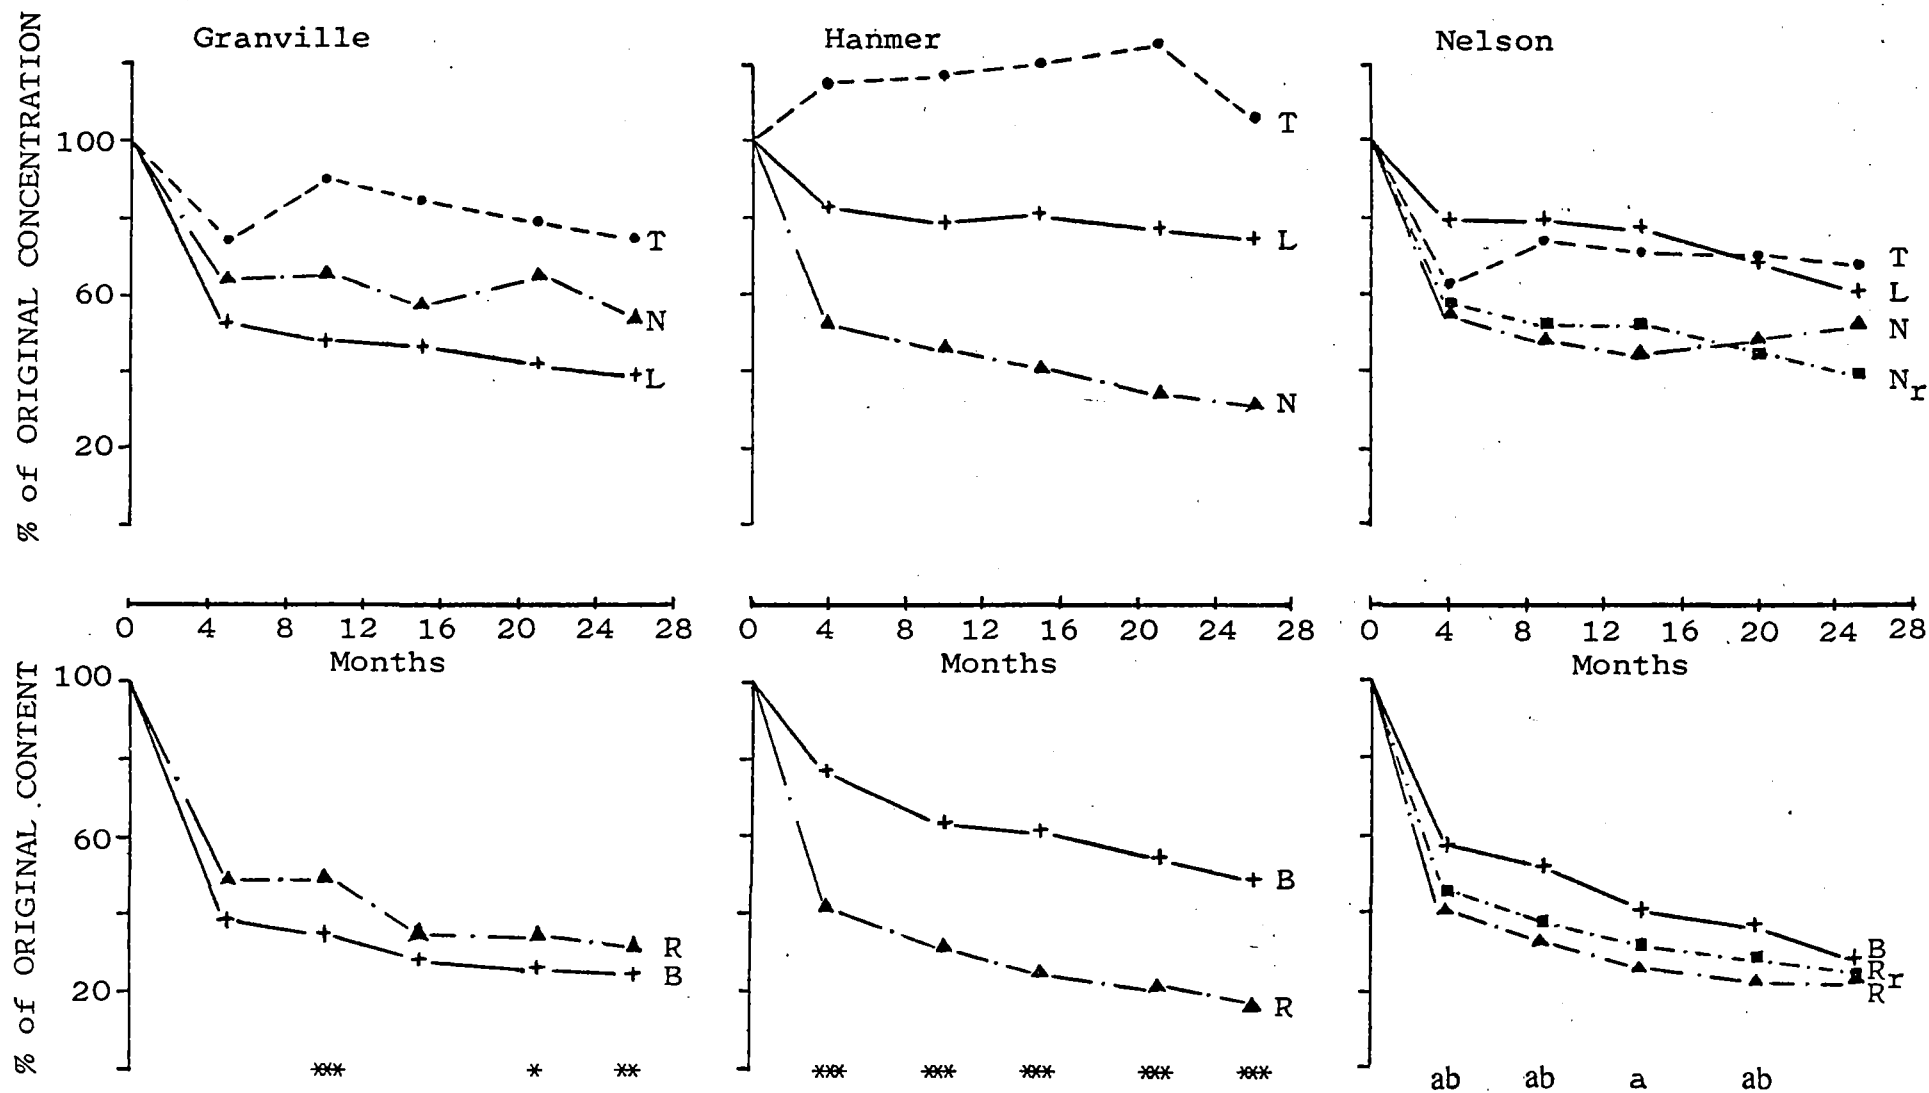 Granville
Hanmer
Nelson
% of ORIGINAL CONCENTRATION
100
60
20
T
N
L
T
L
N
T
L
N
Nr
0 4 8 12 16 20 24 28
Months
0 4 8 12 16 20 24 28
Months
0 4 8 12 16 20 24 28
Months
% of ORIGINAL CONTENT
100
60
20
R
B
*** * **
B
R
*** *** *** *** ***
B
Rr
R
ab ab a ab